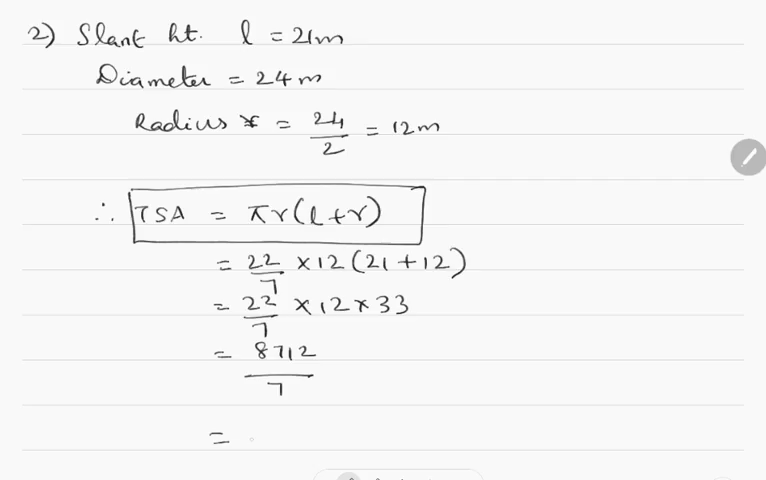 2) Slant ht. l = 21m
Diameter = 24m
Radius r = 24/2 = 12m
∴ TSA = πr(l+r)
= 22/7 × 12 (21 + 12)
= 22/7 × 12 × 33
= 8712/7
=